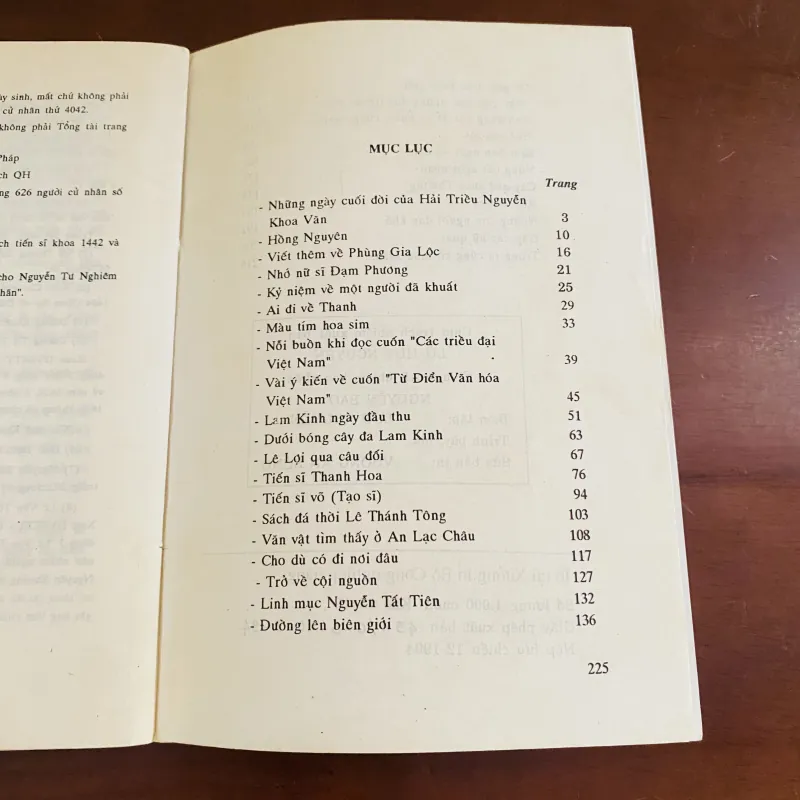 ày sinh, mất chứ không phải
cử nhân thứ 4042.
không phải Tổng tài trang
Pháp
ch QH
ng 626 người cử nhân số
ch tiến sĩ khoa 1442 và
cho Nguyễn Tư Nghiêm
hân".
MỤC LỤC
Trang
- Những ngày cuối đời của Hải Triều Nguyễn
Khoa Văn 3
- Hồng Nguyên 10
- Viết thêm về Phùng Gia Lộc 16
- Nhớ nữ sĩ Đạm Phương 21
- Kỷ niệm về một người đã khuất 25
- Ai đi về Thanh 29
- Màu tím hoa sim 33
- Nỗi buồn khi đọc cuốn "Các triều đại
Việt Nam" 39
- Vài ý kiến về cuốn "Từ Điển Văn hóa
Việt Nam" 45
- Lam Kinh ngày đầu thu 51
- Dưới bóng cây đa Lam Kinh 63
- Lê Lợi qua câu đối 67
- Tiến sĩ Thanh Hoa 76
- Tiến sĩ võ (Tạo sĩ) 94
- Sách đá thời Lê Thánh Tông 103
- Văn vật tìm thấy ở An Lạc Châu 108
- Cho dù có đi nơi đâu 117
- Trở về cội nguồn 127
- Linh mục Nguyễn Tất Tiên 132
- Đường lên biên giới 136
225